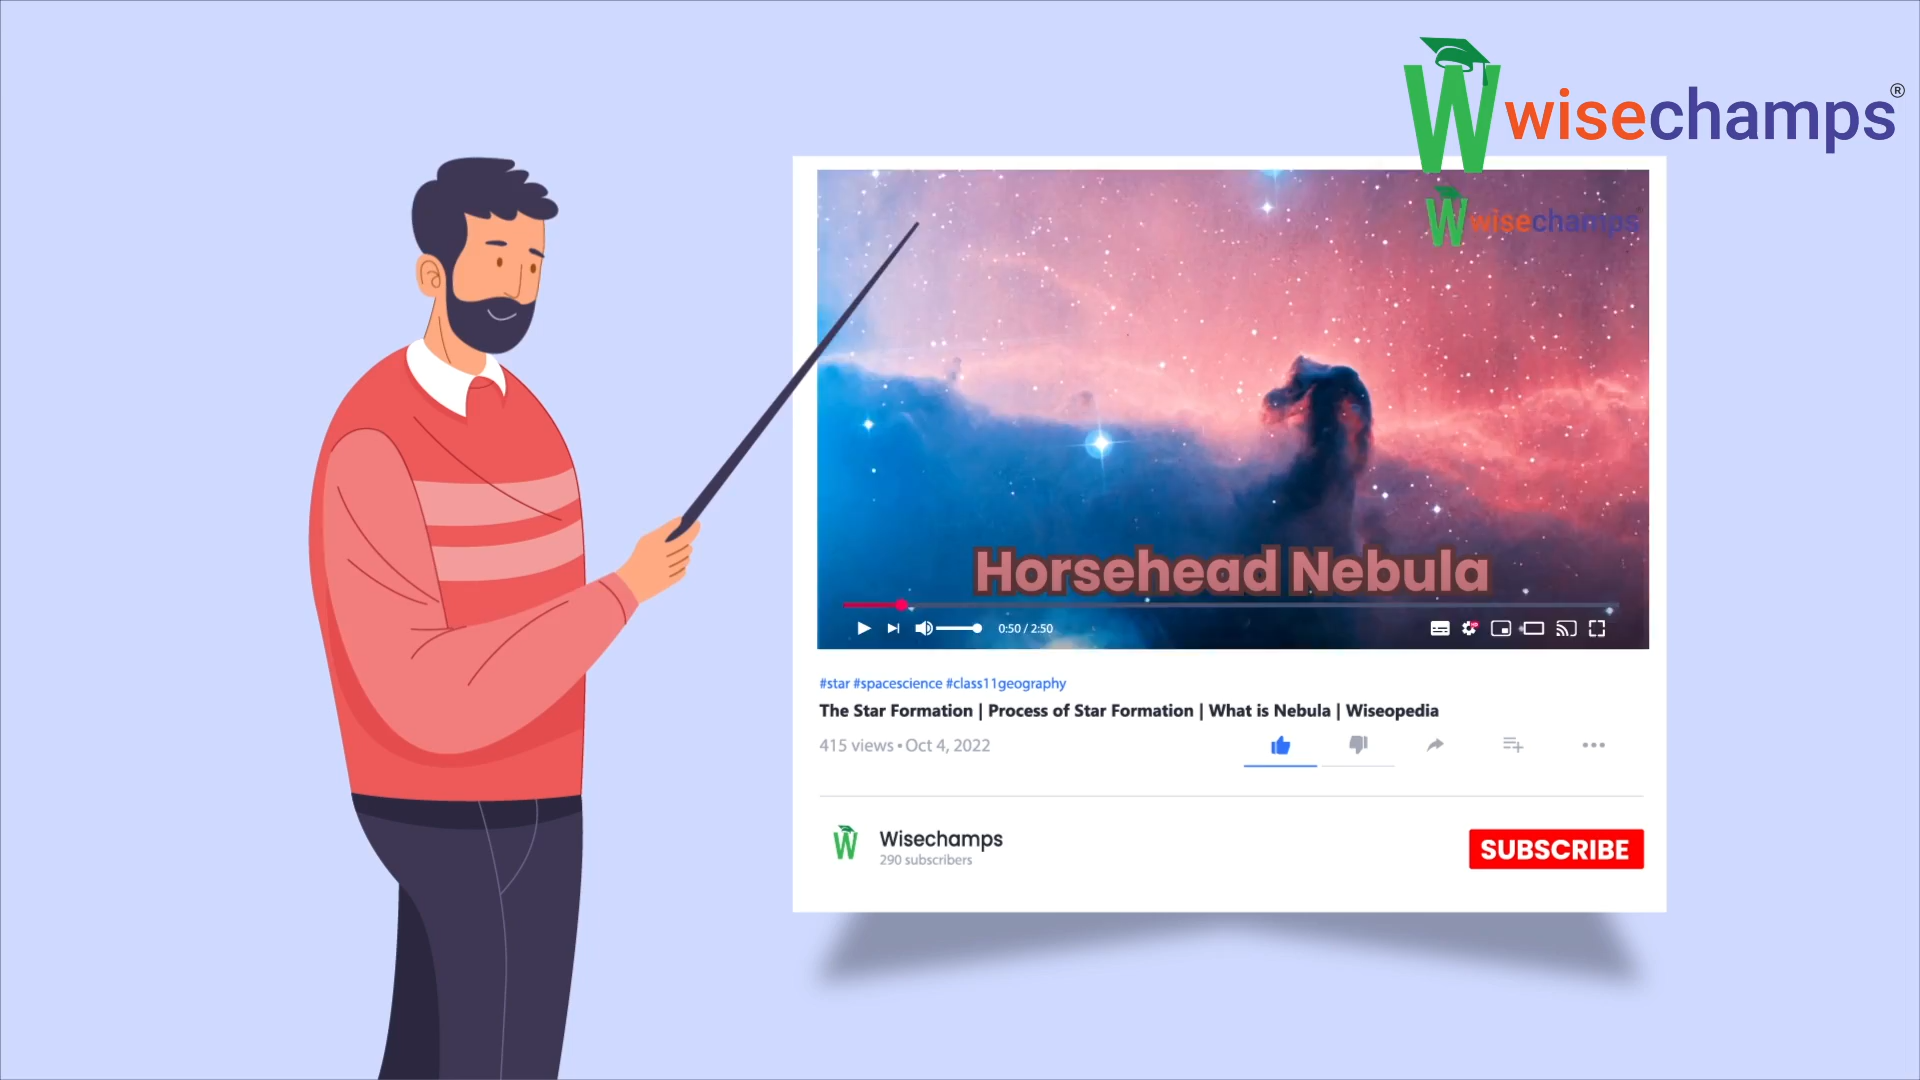 W wisechamps ®
W wisechamps
Horsehead Nebula
0:50 / 2:50
#star #spacescience #class11geography
The Star Formation | Process of Star Formation | What is Nebula | Wiseopedia
415 views • Oct 4, 2022
W Wisechamps
290 subscribers
SUBSCRIBE